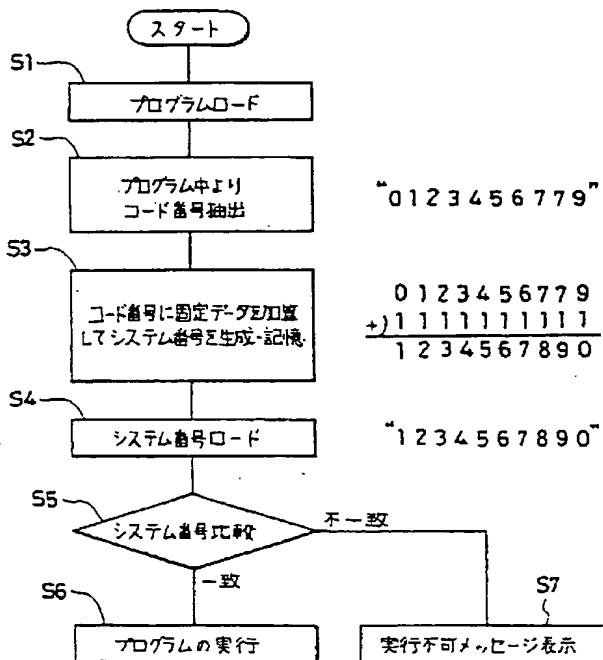 スタート
S1
プログラムロード
S2
プログラム中より
コード番号抽出
"0123456779"
S3
コード番号に固定データを加算
してシステム番号を生成・記憶
0123456779
+) 1111111111
1234567890
S4
システム番号ロード
"1234567890"
S5
システム番号比較
不一致
一致
S6
プログラムの実行
S7
実行不可メッセージ表示